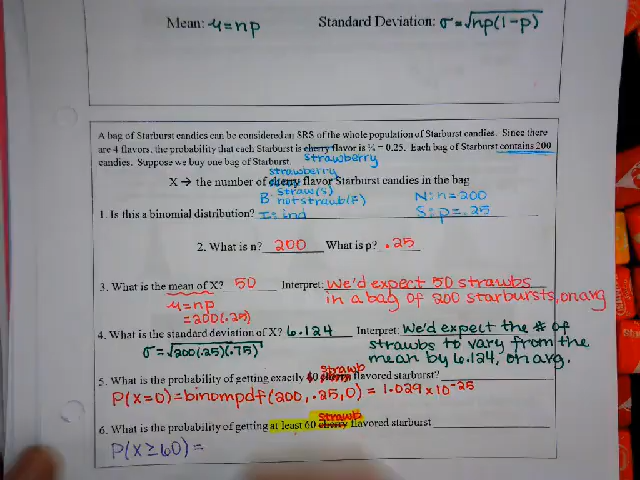 Mean: μ=np Standard Deviation: σ=√np(1-p)
A bag of Starburst candies can be considered an SRS of the whole population of Starburst candies. Since there
are 4 flavors, the probability that each Starburst is cherry flavor is ¼ = 0.25. Each bag of Starburst contains 200
strawberry
candies. Suppose we buy one bag of Starburst.
strawberry
X → the number of cherry flavor Starburst candies in the bag
B: straw(s) N: n=200
not strawb(F)
1. Is this a binomial distribution? I: ind S: p=.25
2. What is n? 200 What is p? .25
3. What is the mean of X? 50 Interpret: We'd expect 50 strawbs
μ=np in a bag of 200 starbursts, on avg
=200(.25)
4. What is the standard deviation of X? 6.124 Interpret: We'd expect the # of
σ=√200(.25)(.75) strawbs to vary from the
mean by 6.124, on avg.
strawb
5. What is the probability of getting exactly 0 cherry flavored starburst?
P(X=0)=binompdf(200,.25,0)=1.029×10⁻²⁵
strawb
6. What is the probability of getting at least 60 cherry flavored starburst
P(X≥60)=